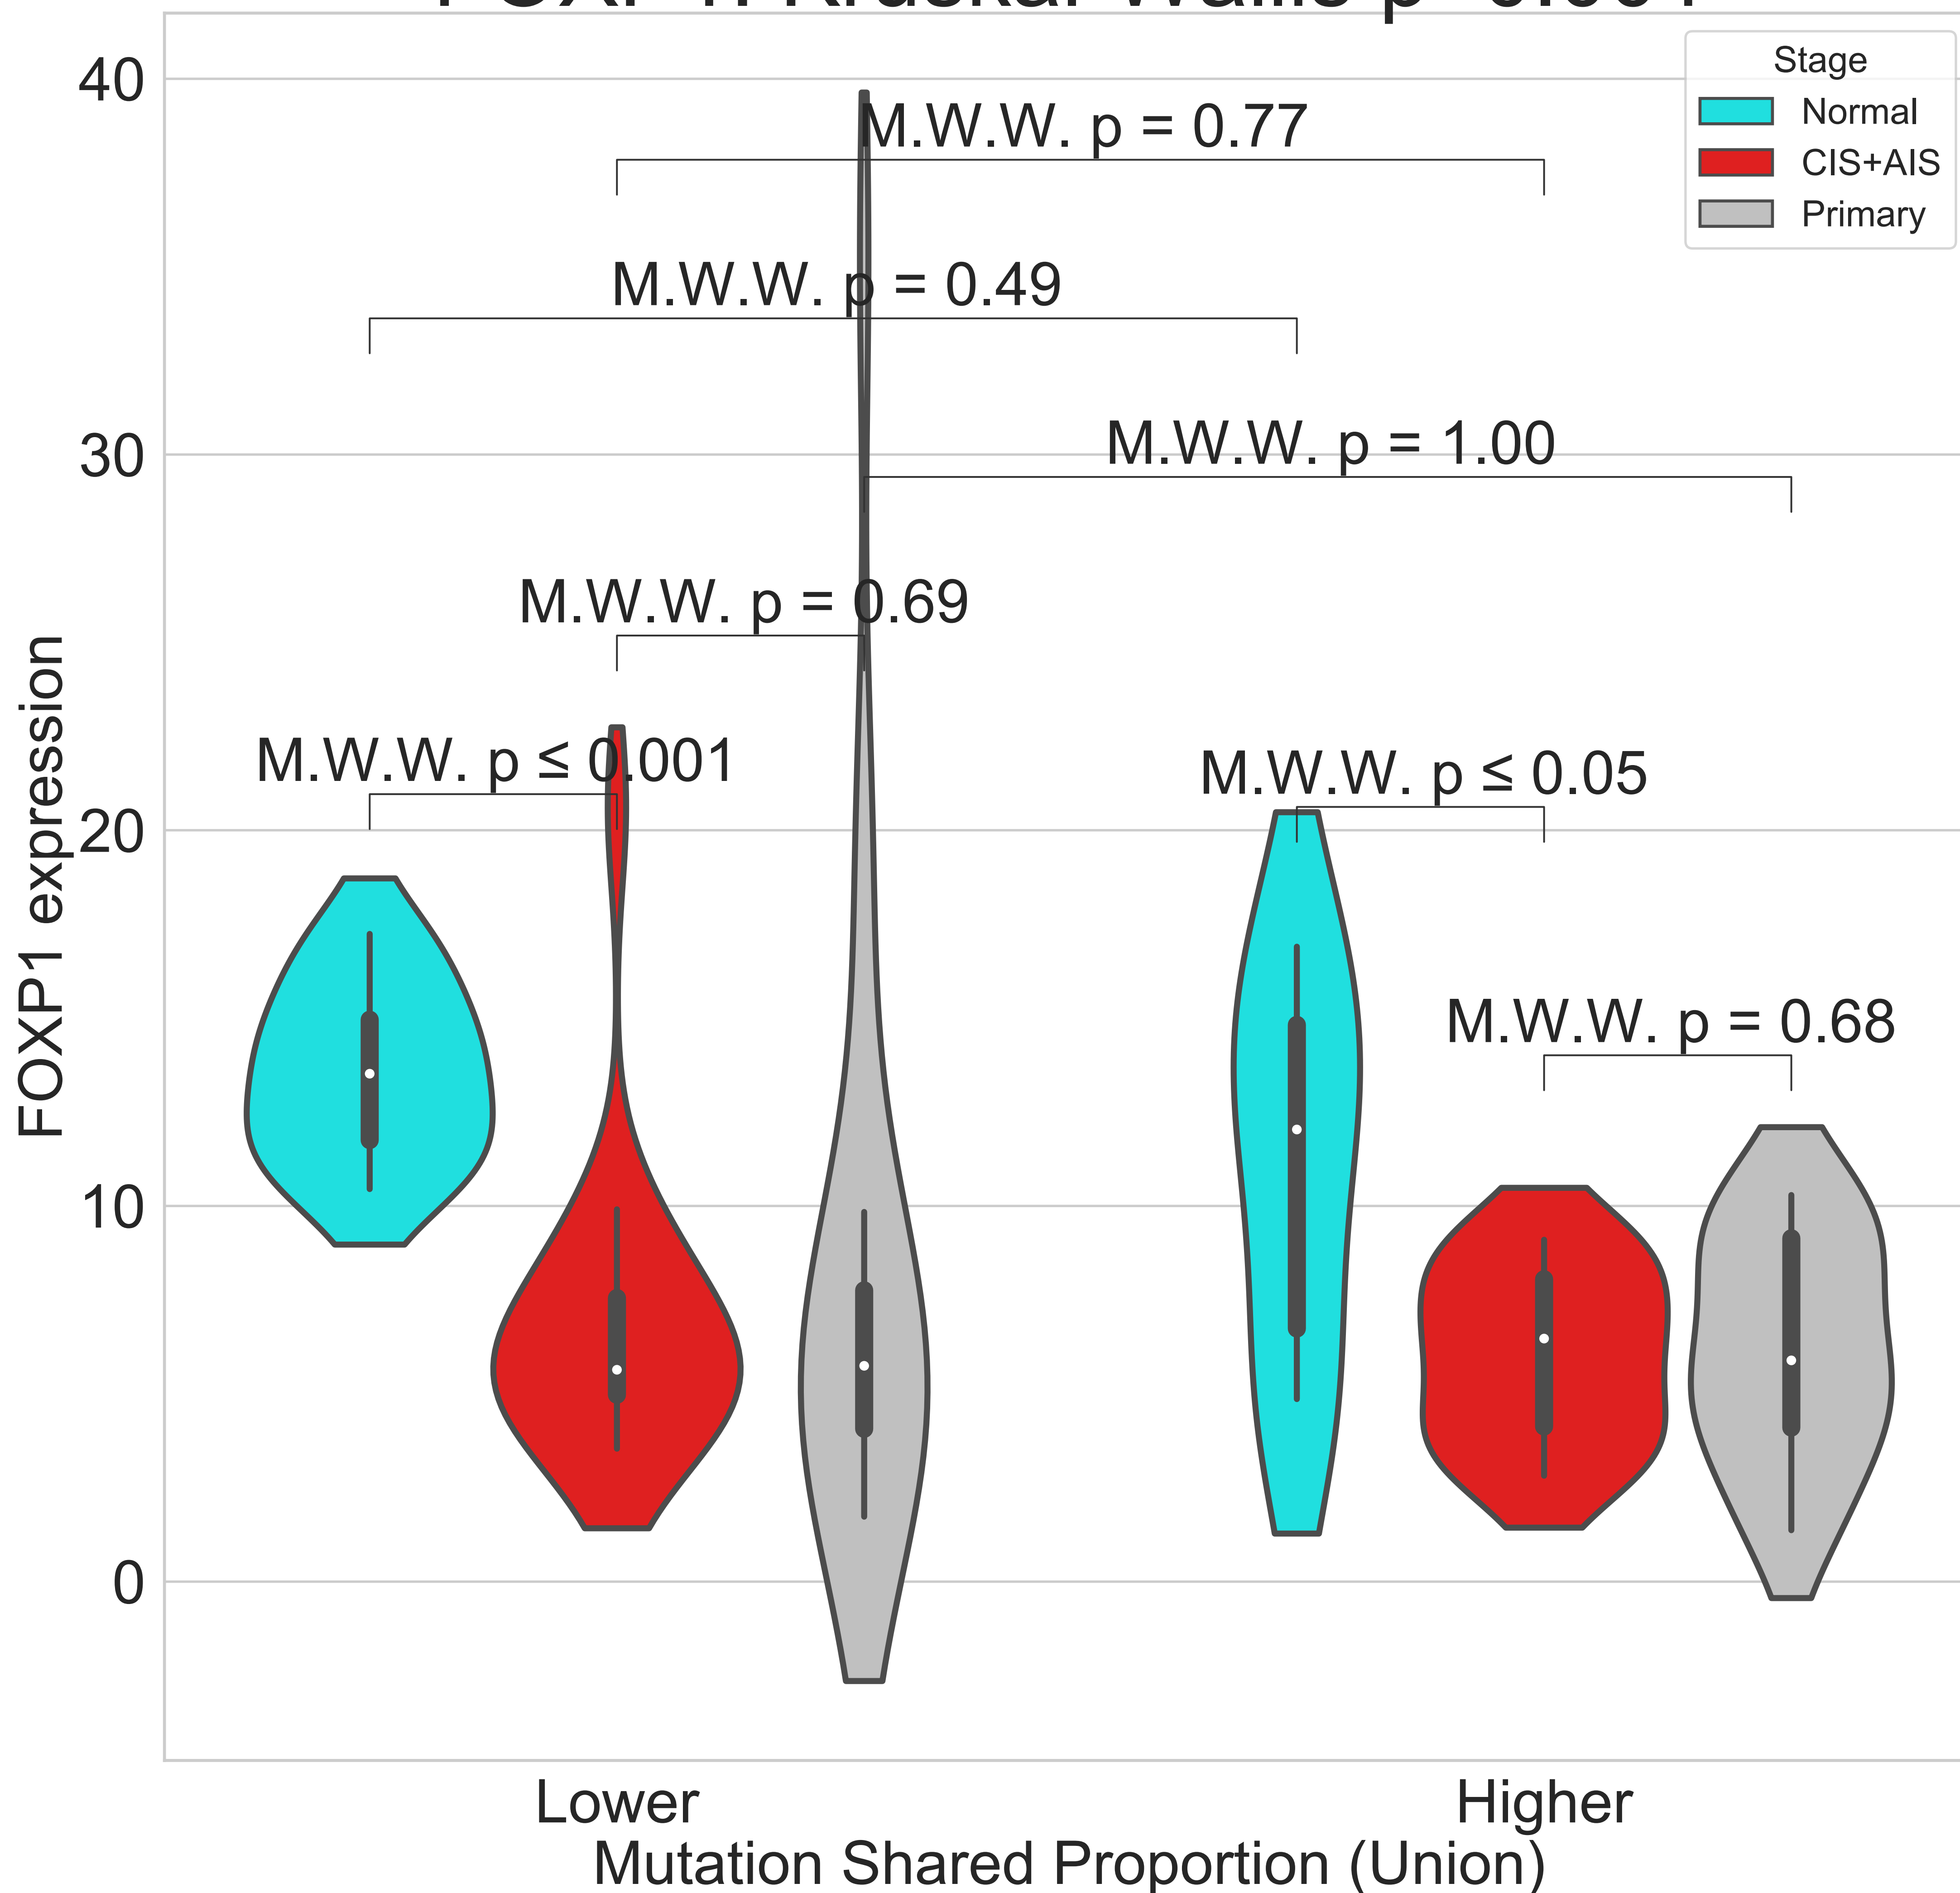 Stage
Normal
CIS+AIS
Primary
40
30
20
10
0
FOXP1 expression
M.W.W. p = 0.77
M.W.W. p = 0.49
M.W.W. p = 1.00
M.W.W. p = 0.69
M.W.W. p ≤ 0.001
M.W.W. p ≤ 0.05
M.W.W. p = 0.68
Lower
Higher
Mutation Shared Proportion (Union)